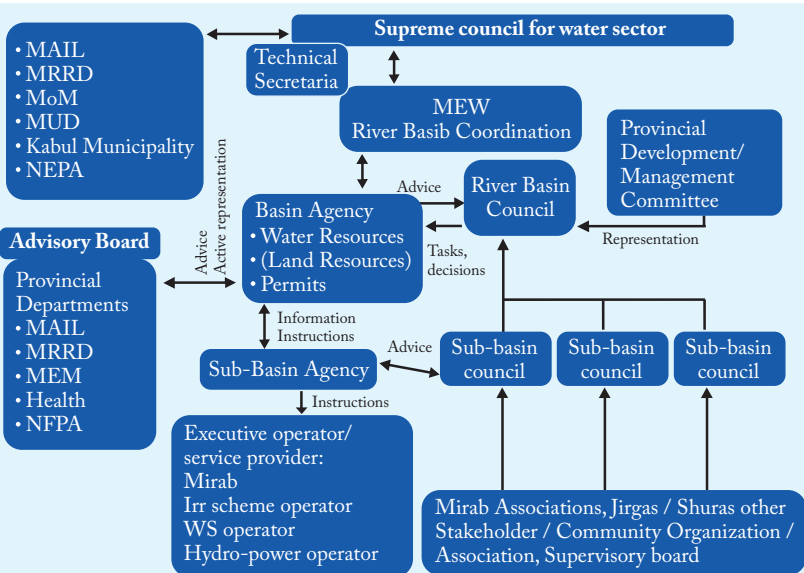 Supreme council for water sector
Technical
Secretaria
• MAIL
• MRRD
• MoM
• MUD
• Kabul Municipality
• NEPA
MEW
River Basib Coordination
Provincial
Development/
Management
Committee
Advice
River Basin
Council
Representation
Basin Agency
• Water Resources
• (Land Resources)
• Permits
Tasks,
decisions
Advice
Active representation
Advisory Board
Provincial
Departments
• MAIL
• MRRD
• MEM
• Health
• NFPA
Information
Instructions
Sub-Basin Agency
Advice
Sub-basin
council
Sub-basin
council
Sub-basin
council
Instructions
Executive operator/
service provider:
Mirab
Irr scheme operator
WS operator
Hydro-power operator
Mirab Associations, Jirgas / Shuras other
Stakeholder / Community Organization /
Association, Supervisory board